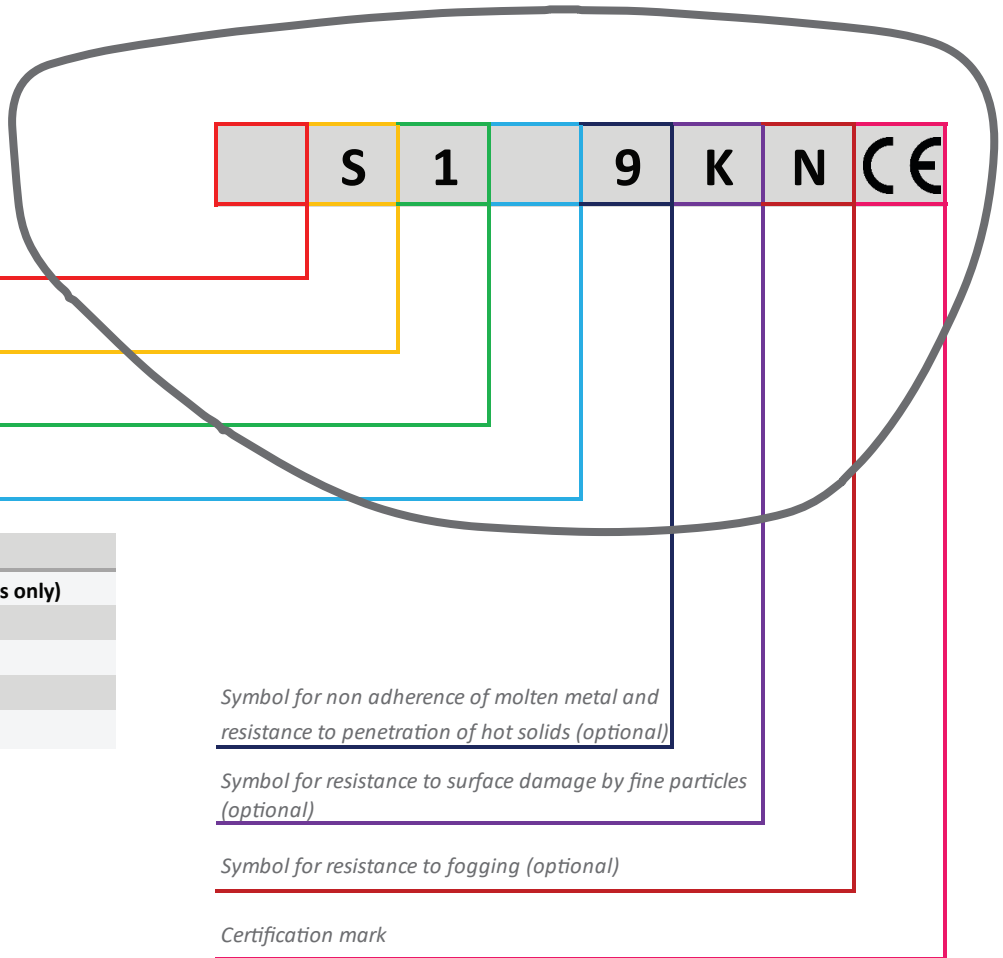 S 1 9 K N CE
s only)
Symbol for non adherence of molten metal and
resistance to penetration of hot solids (optional)
Symbol for resistance to surface damage by fine particles
(optional)
Symbol for resistance to fogging (optional)
Certification mark